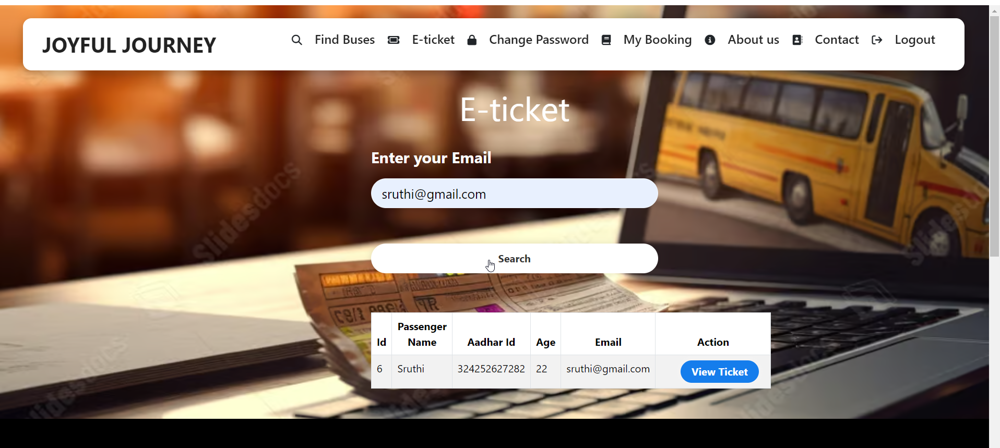 JOYFUL JOURNEY
Find Buses E-ticket Change Password My Booking About us Contact Logout
E-ticket
Enter your Email
sruthi@gmail.com
Search
Id Passenger Name Aadhar Id Age Email Action
6 Sruthi 324252627282 22 sruthi@gmail.com View Ticket
Slidesdocs
Slidesdocs